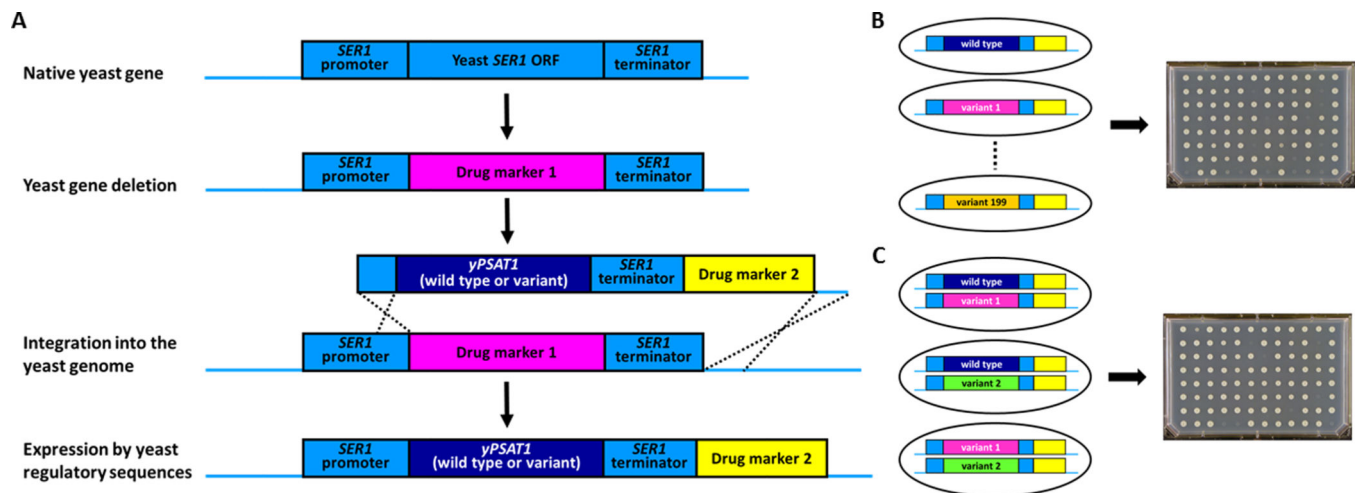 A
SER1
promoter
Yeast SER1 ORF
SER1
terminator
Native yeast gene
SER1
promoter
Drug marker 1
SER1
terminator
Yeast gene deletion
yPSAT1
(wild type or variant)
SER1
terminator
Drug marker 2
Integration into the
yeast genome
SER1
promoter
Drug marker 1
SER1
terminator
Expression by yeast
regulatory sequences
SER1
promoter
yPSAT1
(wild type or variant)
SER1
terminator
Drug marker 2
B
wild type
variant 1
variant 199
C
wild type
variant 1
wild type
variant 2
variant 1
variant 2